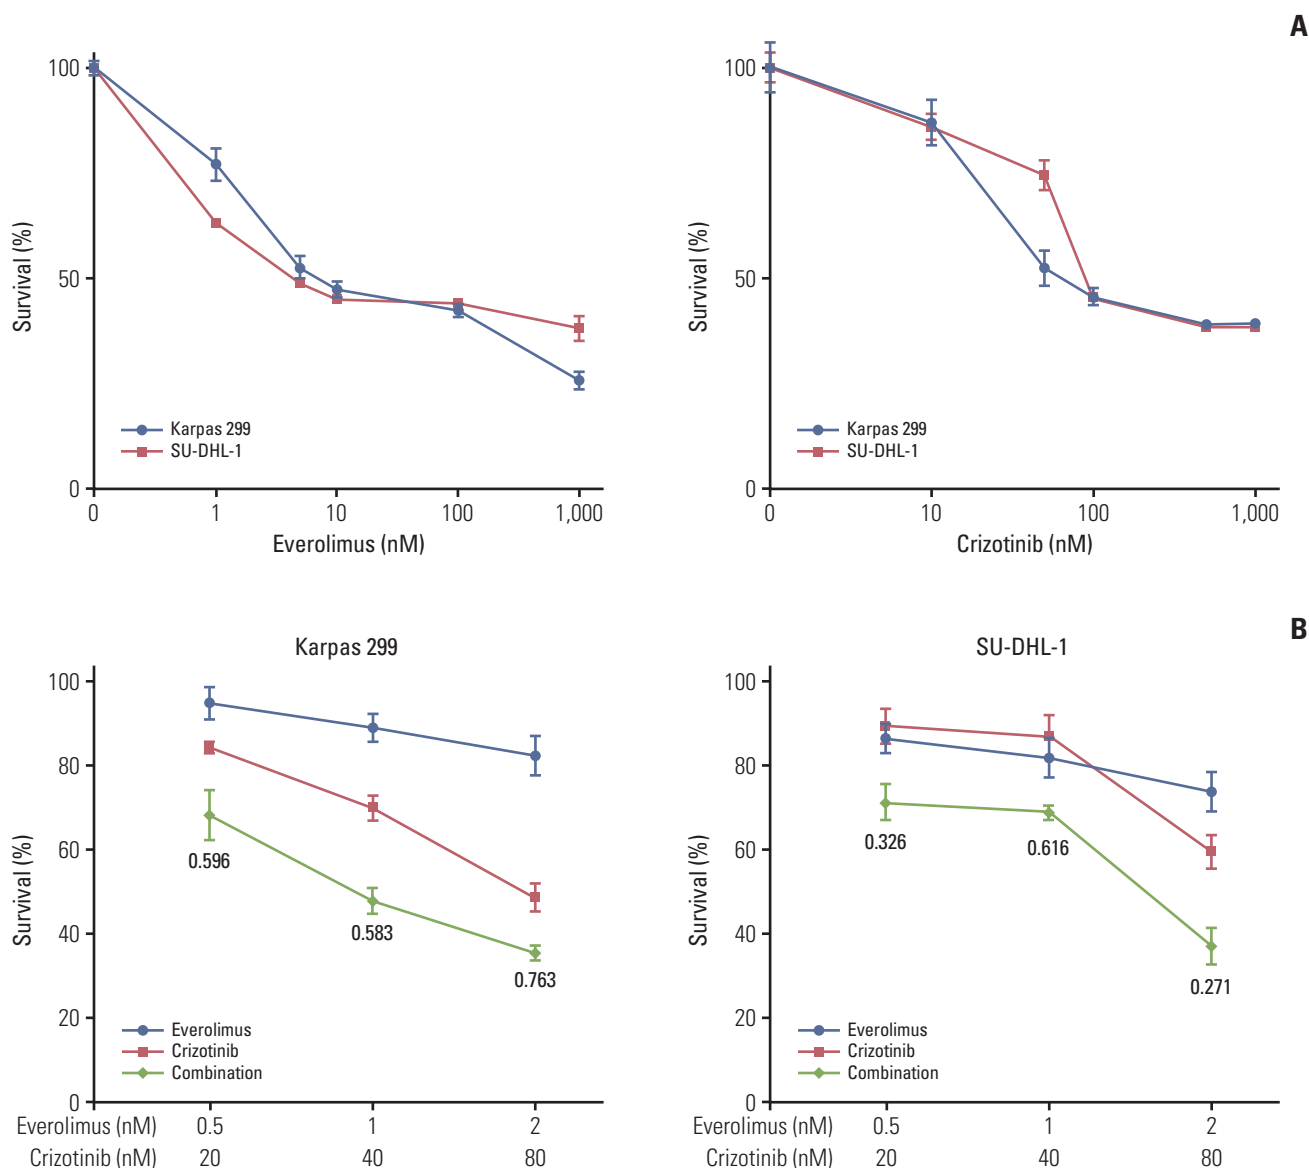 A
100
50
0
Survival (%)
Karpas 299
SU-DHL-1
0 1 10 100 1,000
Everolimus (nM)
100
50
0
Survival (%)
Karpas 299
SU-DHL-1
0 10 100 1,000
Crizotinib (nM)
B
Karpas 299
100
80
60
40
20
0
Survival (%)
0.596
0.583
0.763
Everolimus
Crizotinib
Combination
Everolimus (nM) 0.5 1 2
Crizotinib (nM) 20 40 80
SU-DHL-1
100
80
60
40
20
0
Survival (%)
0.326
0.616
0.271
Everolimus
Crizotinib
Combination
Everolimus (nM) 0.5 1 2
Crizotinib (nM) 20 40 80